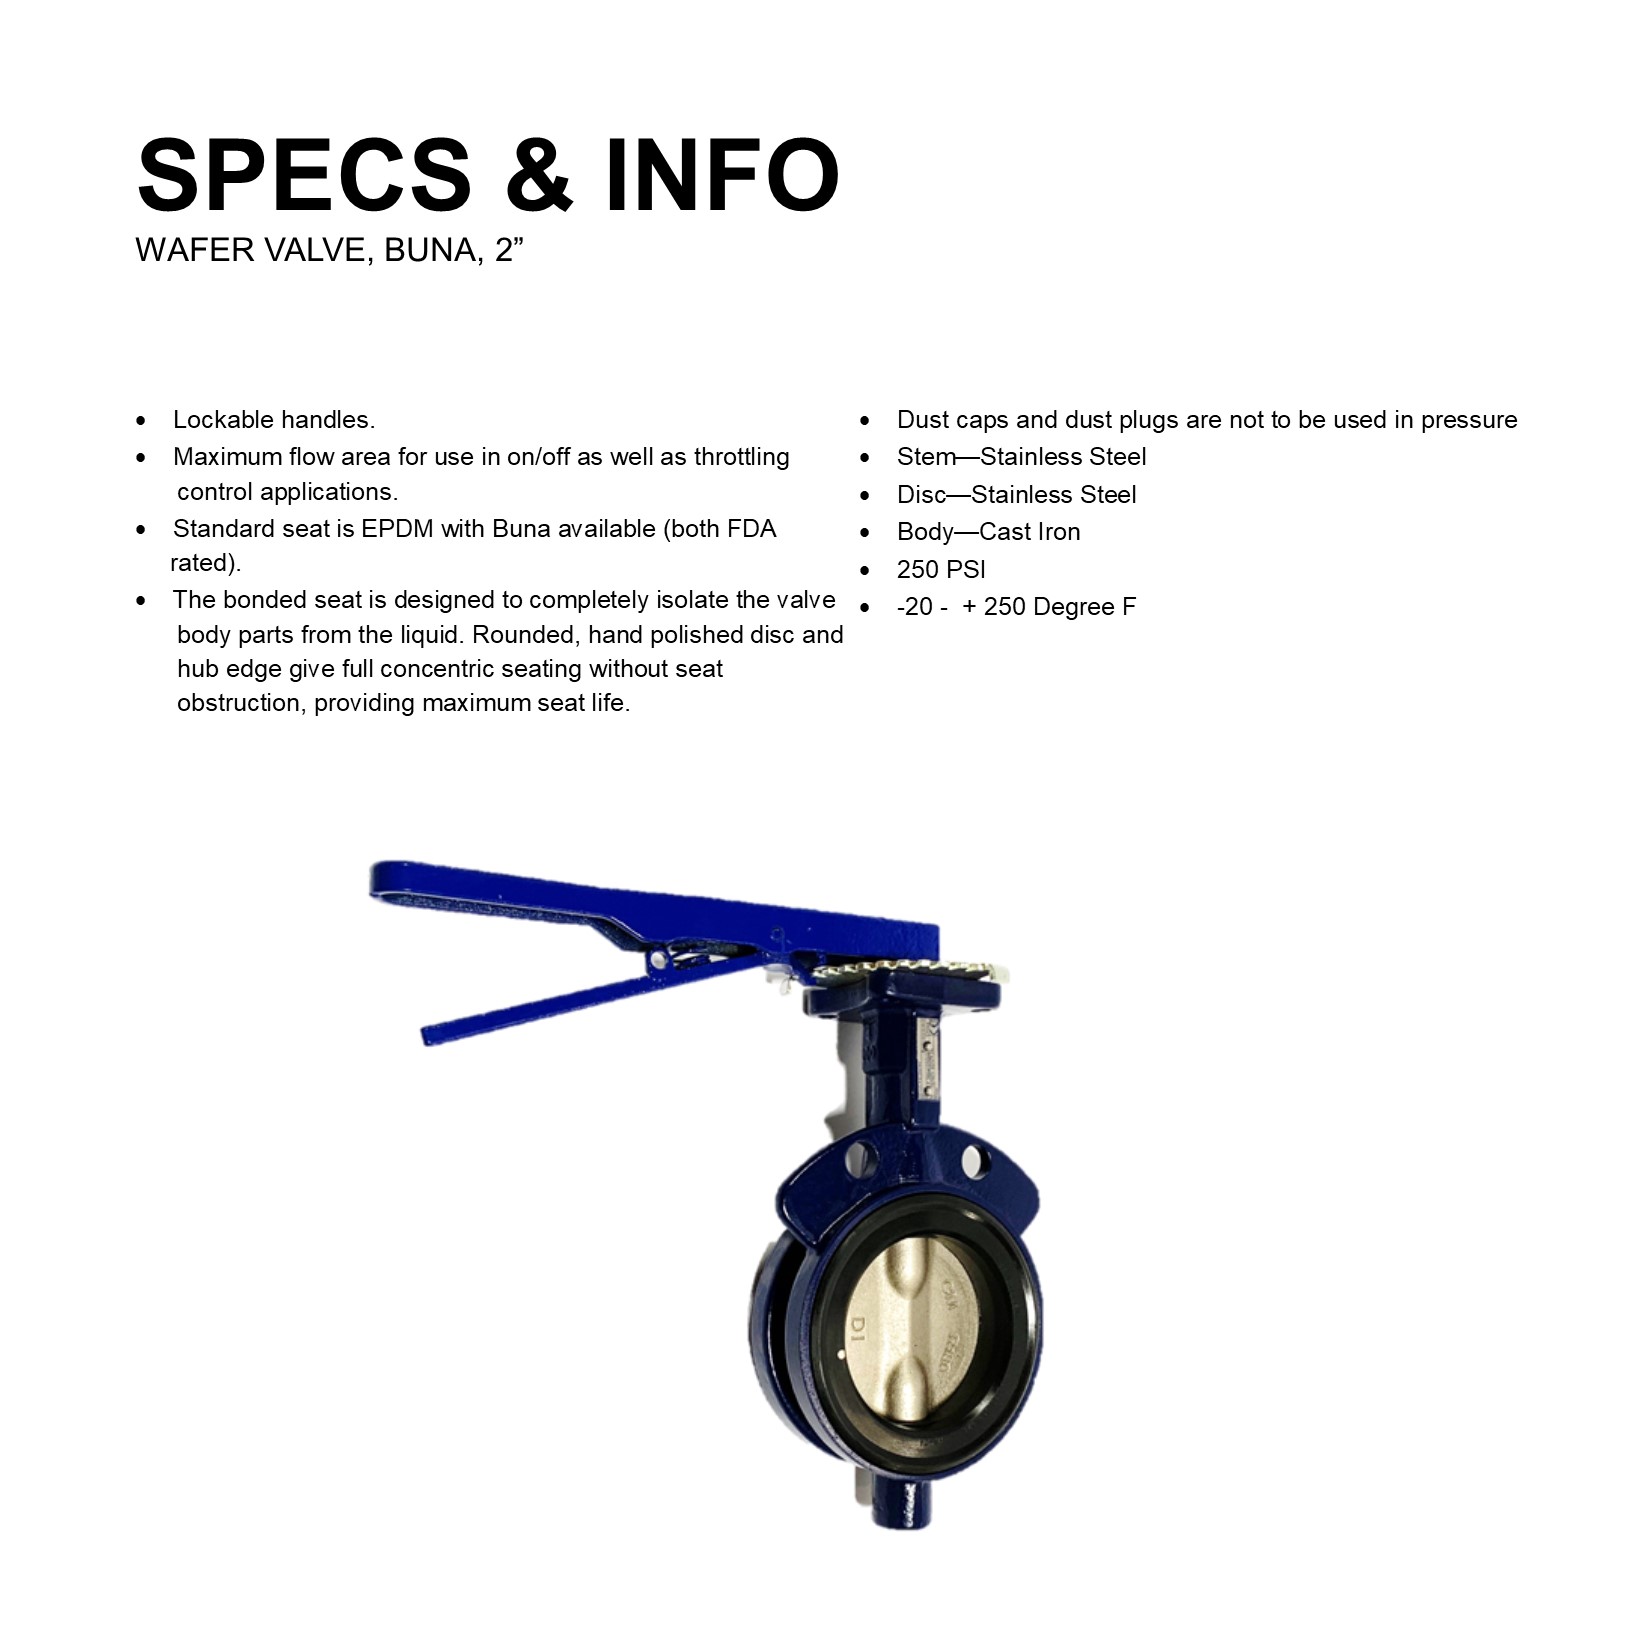 SPECS & INFO
WAFER VALVE, BUNA, 2”
• Lockable handles.
• Maximum flow area for use in on/off as well as throttling
control applications.
• Standard seat is EPDM with Buna available (both FDA
rated).
• The bonded seat is designed to completely isolate the valve
body parts from the liquid. Rounded, hand polished disc and
hub edge give full concentric seating without seat
obstruction, providing maximum seat life.
• Dust caps and dust plugs are not to be used in pressure
• Stem—Stainless Steel
• Disc—Stainless Steel
• Body—Cast Iron
• 250 PSI
• -20 - + 250 Degree F
DI